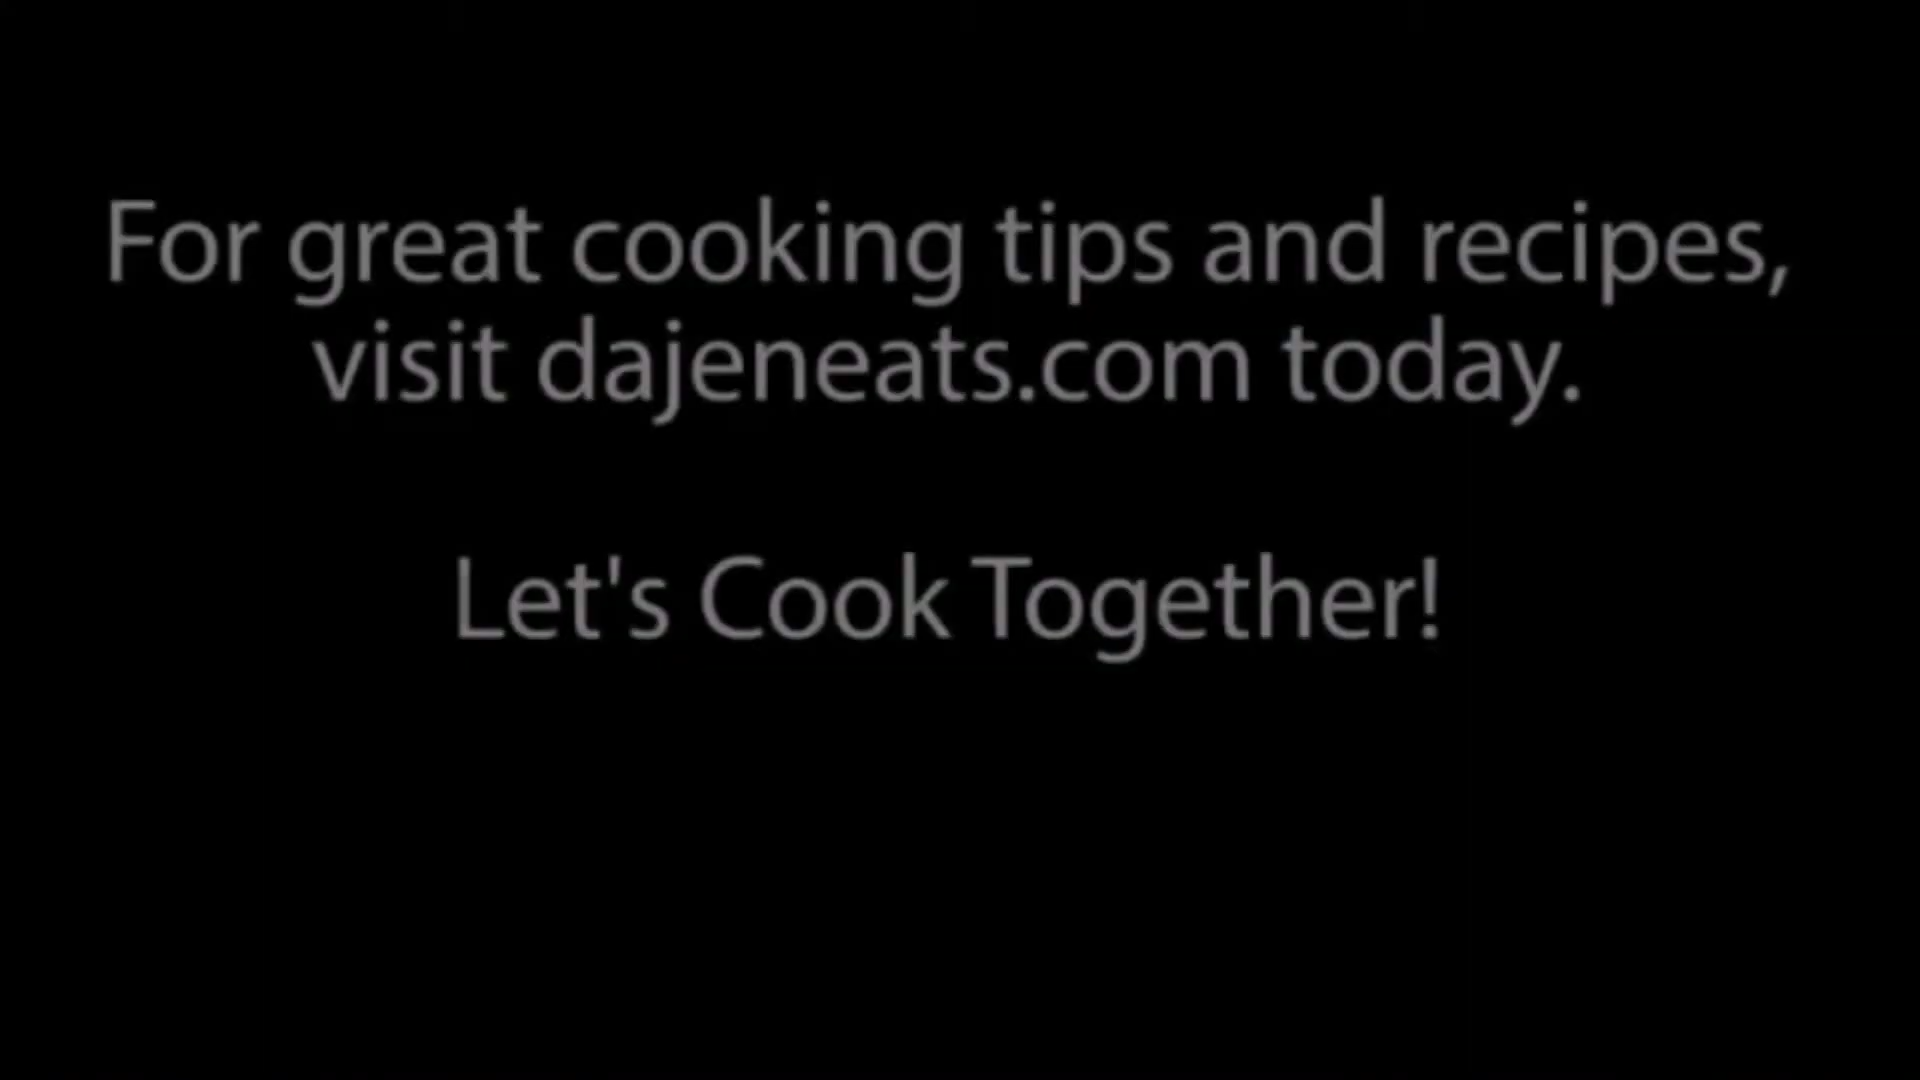 For great cooking tips and recipes,
visit dajeneats.com today.
Let's Cook Together!